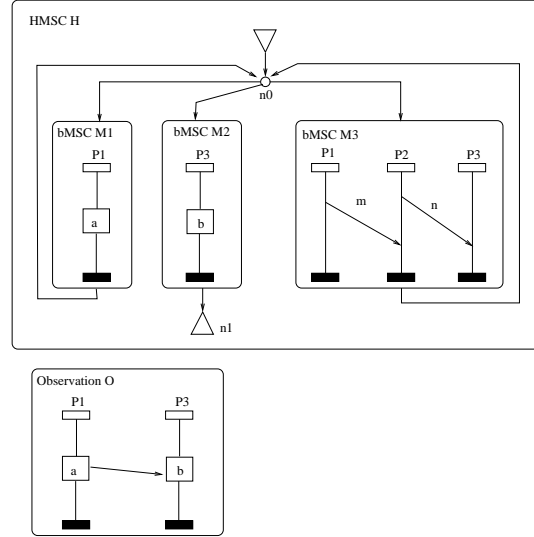 HMSC H
n0
bMSC M1
bMSC M2
bMSC M3
P1
P3
P1
P2
P3
a
b
m
n
n1
Observation O
P1
P3
a
b